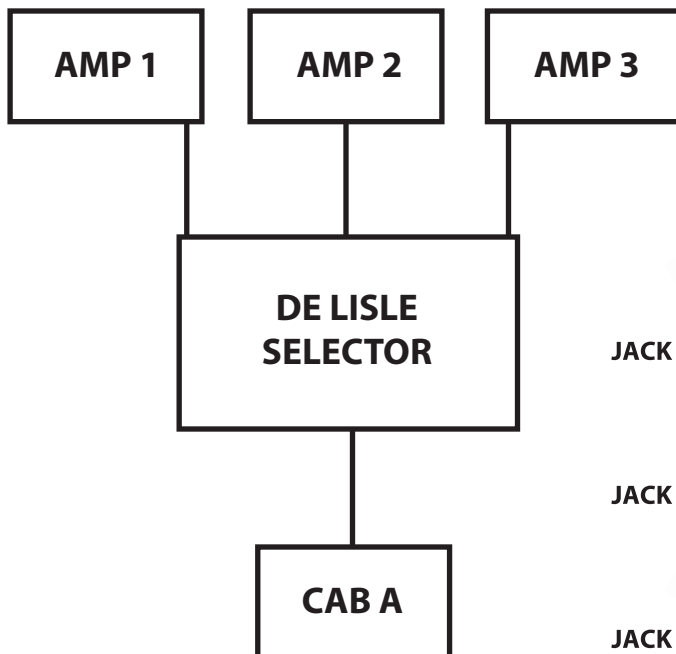 AMP 1
AMP 2
AMP 3
DE LISLE
SELECTOR
JACK
JACK
CAB A
JACK